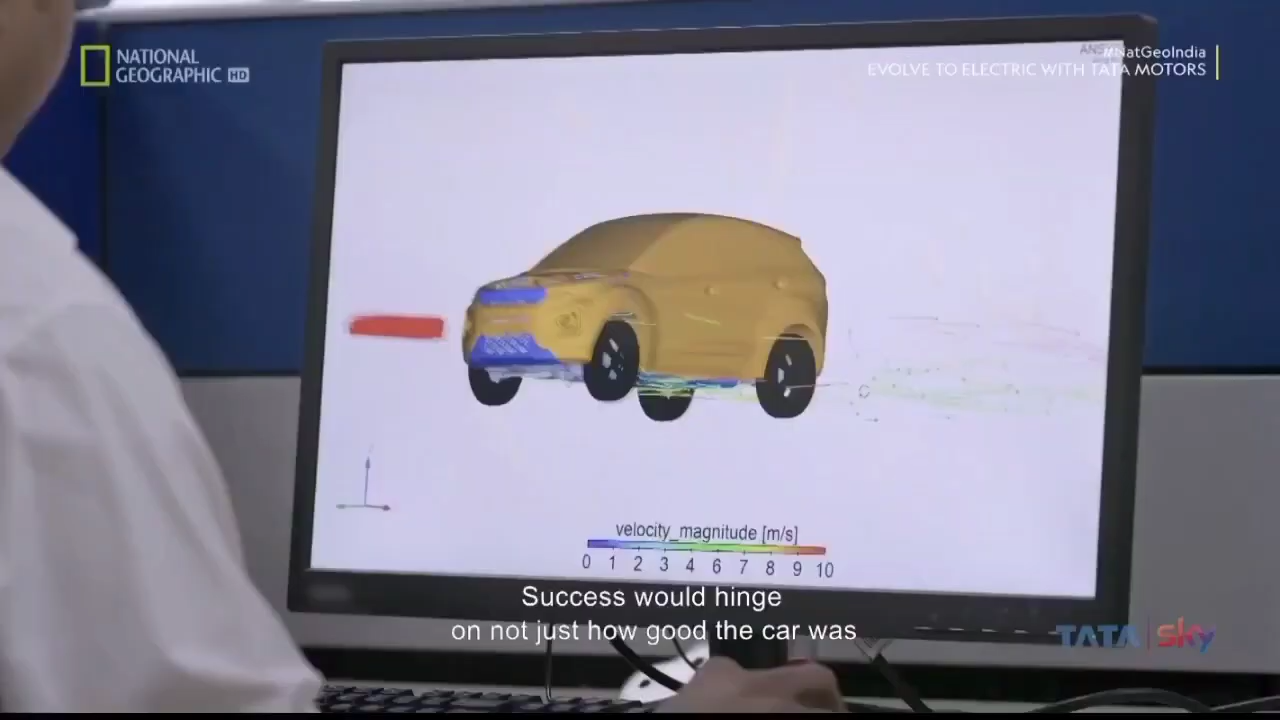 NATIONAL
GEOGRAPHIC HD
#NatGeoIndia
EVOLVE TO ELECTRIC WITH TATA MOTORS
velocity_magnitude [m/s]
0 1 2 3 4 6 7 8 9 10
Success would hinge
on not just how good the car was
TATA sky